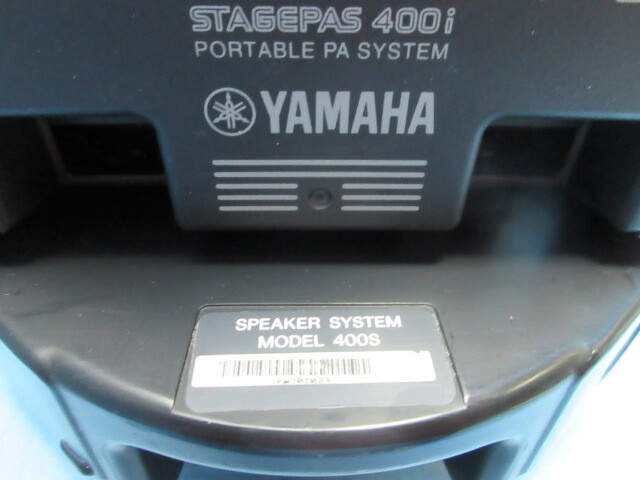 STAGEPAS 400i
PORTABLE PA SYSTEM
YAMAHA
SPEAKER SYSTEM
MODEL 400S